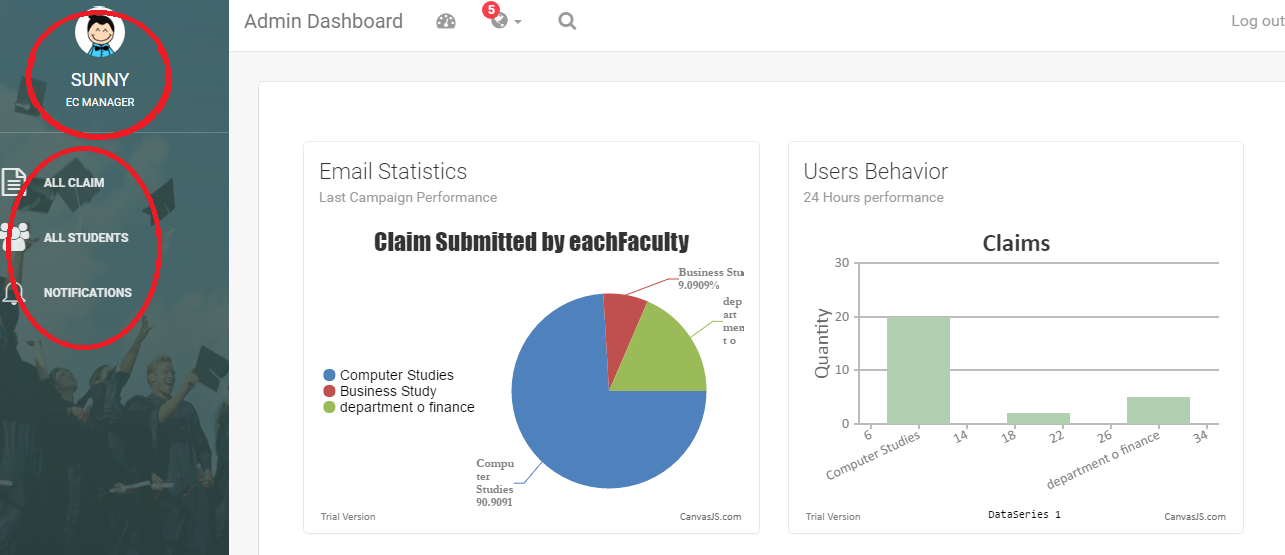 SUNNY
EC MANAGER
ALL CLAIM
ALL STUDENTS
NOTIFICATIONS
Admin Dashboard
5
Log out
Email Statistics
Last Campaign Performance
Claim Submitted by eachFaculty
Business Stu
9.0909%
dep
art
men
t o
Computer Studies
Business Study
department o finance
Compu
ter
Studies
90.9091
Trial Version
CanvasJS.com
Users Behavior
24 Hours performance
Claims
Quantity
30
20
10
0
6
Computer Studies
14
18
22
26
department o finance
34
DataSeries 1
Trial Version
CanvasJS.com